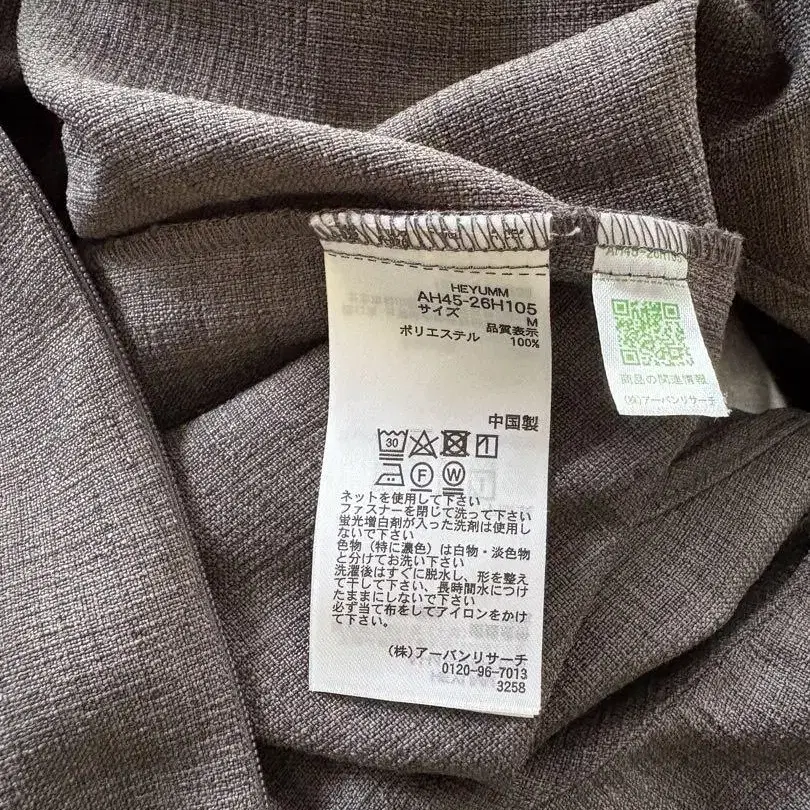 HEYUMM
AH45-26H105
サイズ
M
品質表示
ポリエステル 100%
中国製
30
F W
ネットを使用して下さい
ファスナーを閉じて洗って下さい
蛍光増白剤が入った洗剤は使用し
ないで下さい
色物(特に濃色)は白物・淡色物
と分けてお洗い下さい
洗濯後はすぐに脱水し、形を整え
て干して下さい、長時間水につけ
たままにしないで下さい
必ず当て布をしてアイロンをかけ
て下さい。
(株)アーバンリサーチ
0120-96-7013
3258
商品の関連情報
(株)アーバンリサーチ